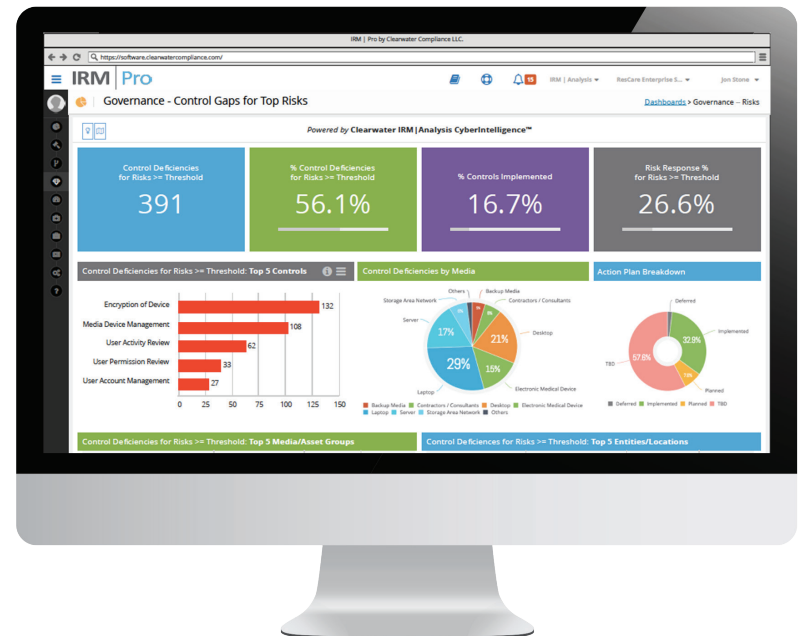 IRM | Pro by Clearwater Compliance LLC.
https://software.clearwatercompliance.com/
IRM | Pro
15
IRM | Analysis
ResCare Enterprise S...
Jon Stone
Governance - Control Gaps for Top Risks
Dashboards > Governance – Risks
Powered by Clearwater IRM|Analysis CyberIntelligence™
Control Deficiencies
for Risks >= Threshold
391
% Control Deficiencies
for Risks >= Threshold
56.1%
% Controls Implemented
16.7%
Risk Response %
for Risks >= Threshold
26.6%
Control Deficiencies for Risks >= Threshold: Top 5 Controls
Encryption of Device
132
Media Device Management
108
User Activity Review
62
User Permission Review
33
User Account Management
27
0 25 50 75 100 125 150
Control Deficiencies by Media
Others
Backup Media
Storage Area Network
Contractors / Consultants
Server
Desktop
17%
21%
29%
15%
Laptop
Electronic Medical Device
Backup Media Contractors / Consultants Desktop Electronic Medical Device
Laptop Server Storage Area Network Others
Action Plan Breakdown
Deferred
Implemented
32.9%
57.8%
TBD
Planned
Deferred Implemented Planned TBD
Control Deficiencies for Risks >= Threshold: Top 5 Media/Asset Groups
Control Deficiences for Risks >= Threshold: Top 5 Entities/Locations